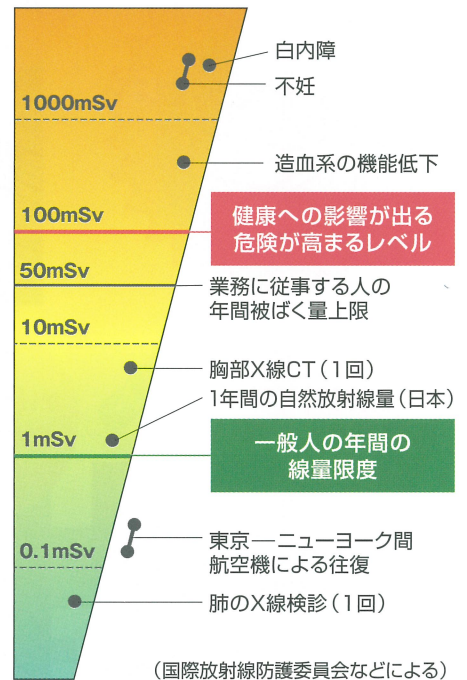 白内障
不妊
1000mSv
造血系の機能低下
100mSv
健康への影響が出る
危険が高まるレベル
50mSv
業務に従事する人の
年間被ばく量上限
10mSv
胸部X線CT（1回）
1年間の自然放射線量（日本）
1mSv
一般人の年間の
線量限度
0.1mSv
東京―ニューヨーク間
航空機による往復
肺のX線検診（1回）
（国際放射線防護委員会などによる）